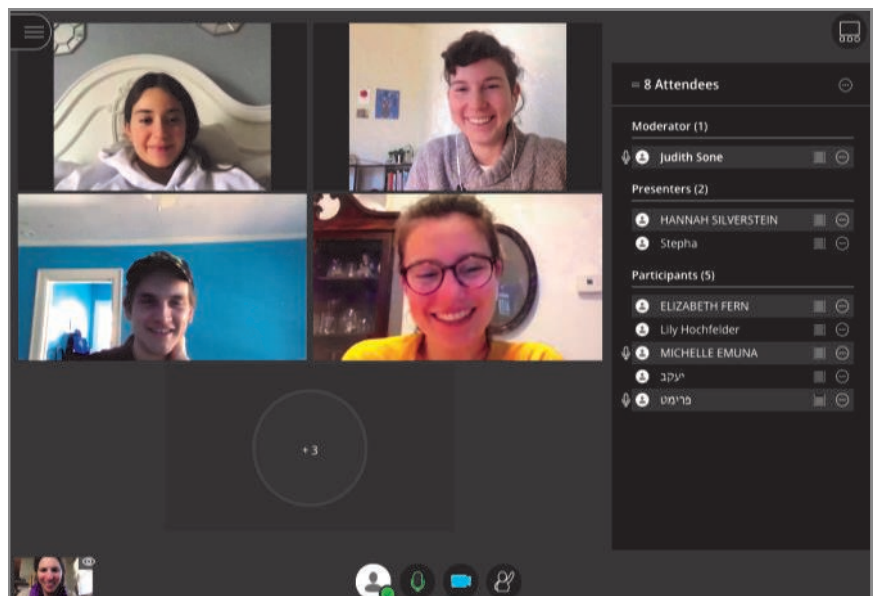 8 Attendees
Moderator (1)
Judith Sone
Presenters (2)
HANNAH SILVERSTEIN
Stepha
Participants (5)
ELIZABETH FERN
Lily Hochfelder
MICHELLE EMUNA
יעקב
פרימט
+ 3